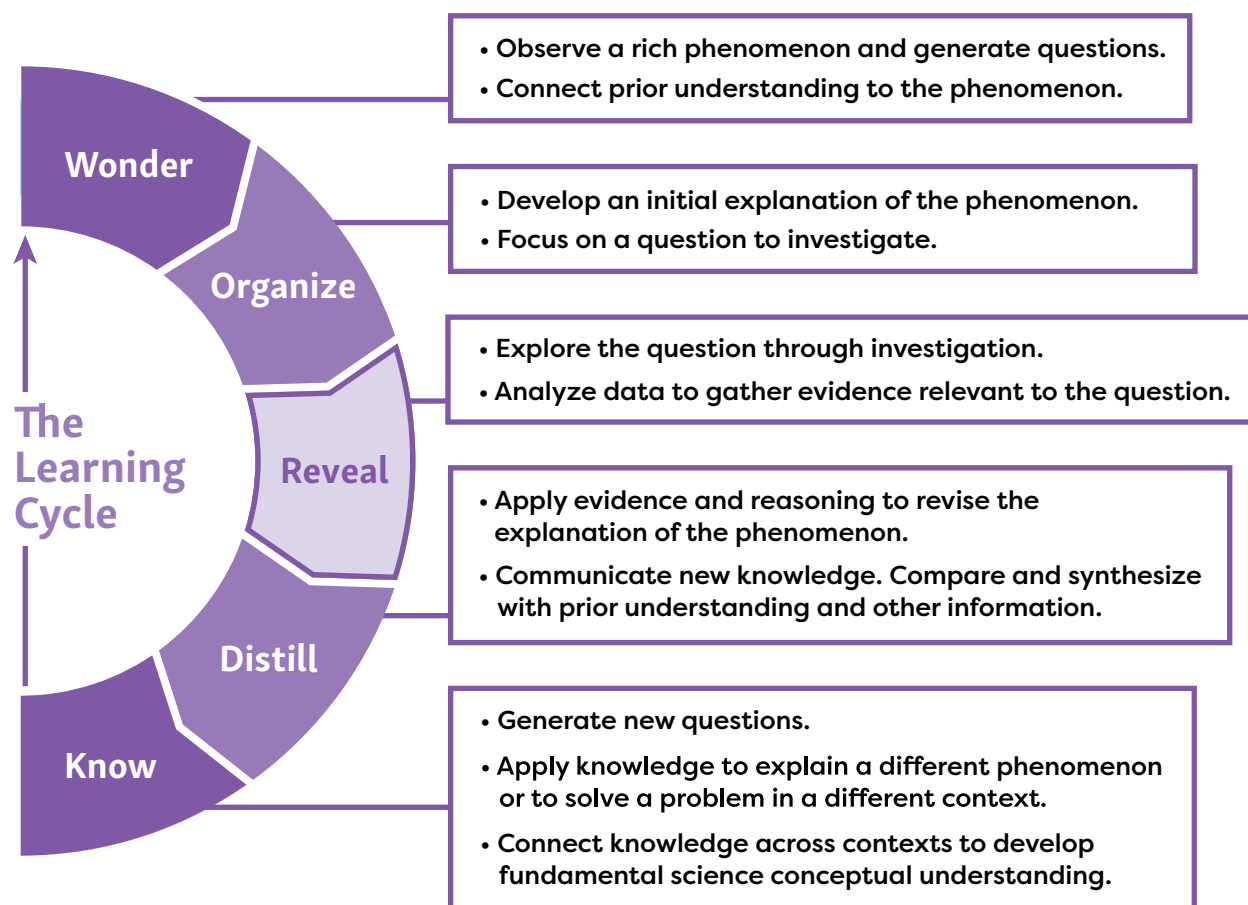 • Observe a rich phenomenon and generate questions.
• Connect prior understanding to the phenomenon.
Wonder
• Develop an initial explanation of the phenomenon.
• Focus on a question to investigate.
Organize
• Explore the question through investigation.
• Analyze data to gather evidence relevant to the question.
The
Learning
Cycle
Reveal
• Apply evidence and reasoning to revise the
explanation of the phenomenon.
• Communicate new knowledge. Compare and synthesize
with prior understanding and other information.
Distill
• Generate new questions.
• Apply knowledge to explain a different phenomenon
or to solve a problem in a different context.
• Connect knowledge across contexts to develop
fundamental science conceptual understanding.
Know